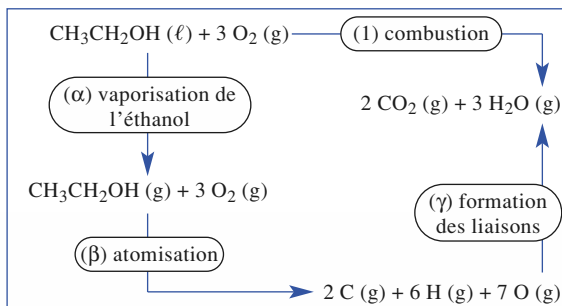 CH3CH2OH (ℓ) + 3 O₂ (g)
(1) combustion
(α) vaporisation de
l'éthanol
2 CO₂ (g) + 3 H₂O (g)
CH3CH2OH (g) + 3 O₂ (g)
(γ) formation
des liaisons
(β) atomisation
2 C (g) + 6 H (g) + 7 O (g)